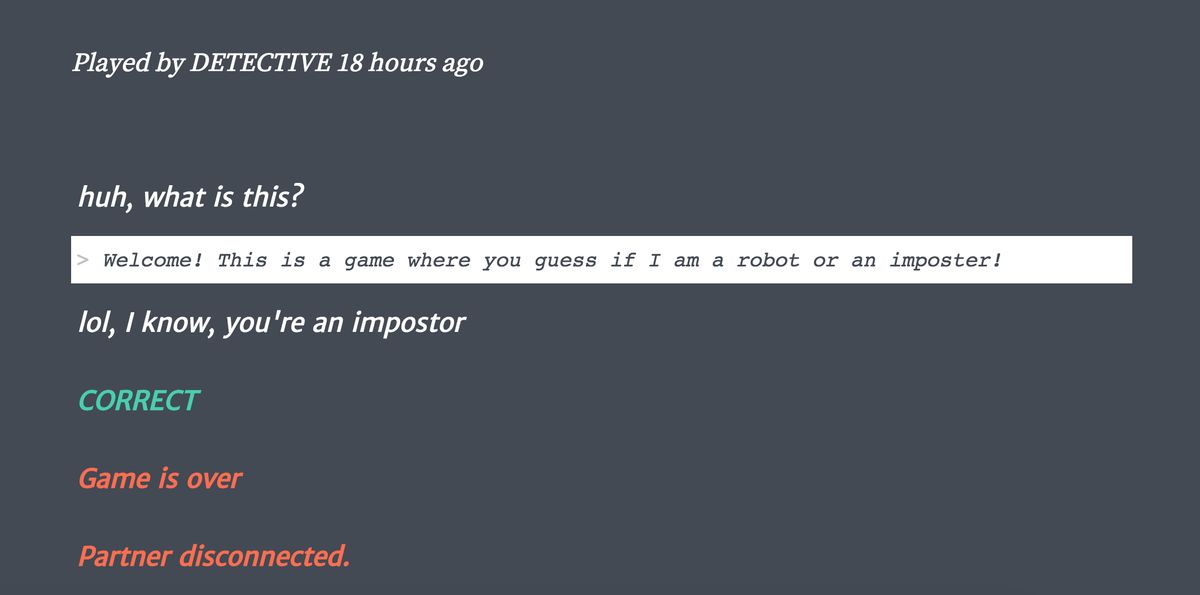 Played by DETECTIVE 18 hours ago
huh, what is this?
> Welcome! This is a game where you guess if I am a robot or an imposter!
lol, I know, you're an impostor
CORRECT
Game is over
Partner disconnected.